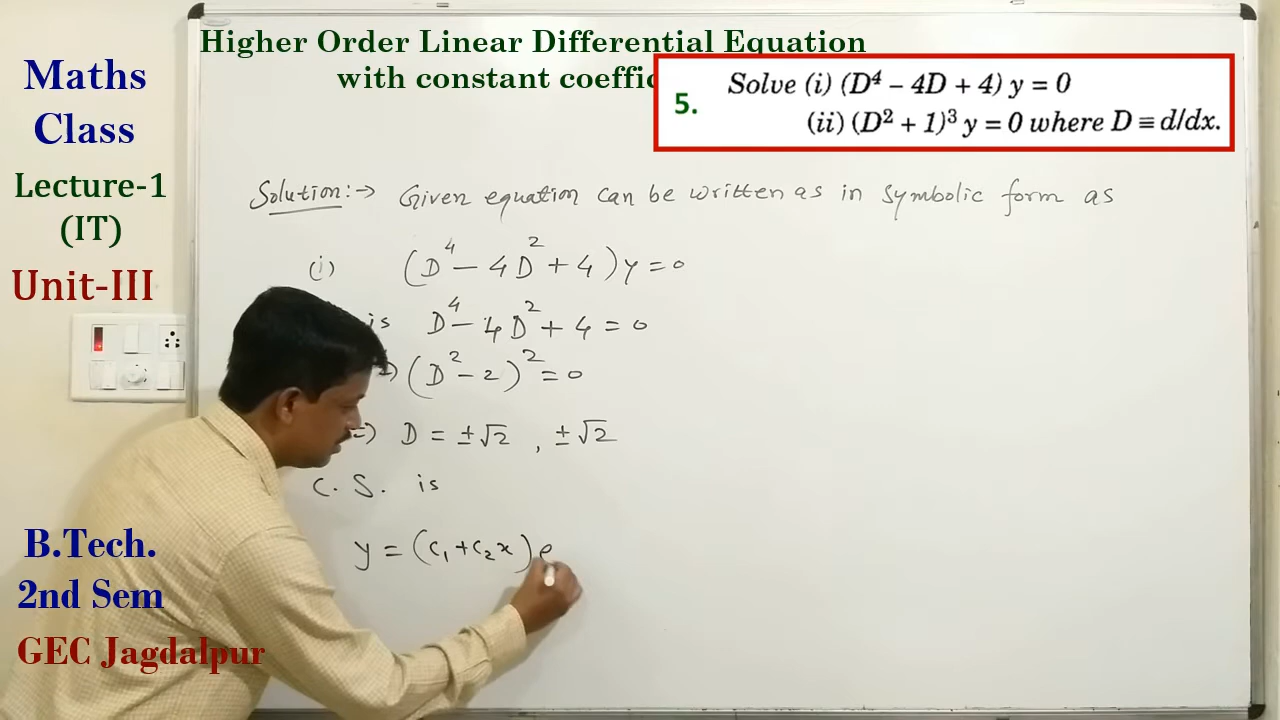 Higher Order Linear Differential Equation
with constant coeffic
Maths
Class
Lecture-1
(IT)
Unit-III
5. Solve (i) (D⁴ – 4D + 4) y = 0
(ii) (D² + 1)³ y = 0 where D ≡ d/dx.
Solution:→ Given equation can be written as in symbolic form as
(i) (D⁴ – 4D² + 4) y = 0
is D⁴ – 4D² + 4 = 0
⇒ (D² – 2)² = 0
⇒ D = ±√2 , ±√2
C. S. is
y = (c₁ + c₂x) e
B.Tech.
2nd Sem
GEC Jagdalpur